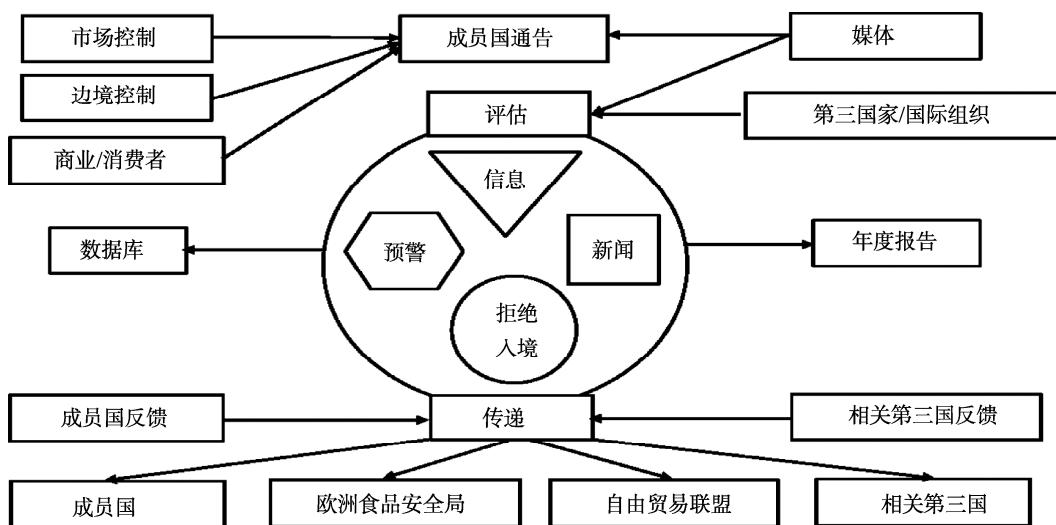 市场控制
成员国通告
媒体
边境控制
评估
第三国家/国际组织
商业/消费者
信息
数据库
预警
新闻
年度报告
拒绝
入境
成员国反馈
传递
相关第三国反馈
成员国
欧洲食品安全局
自由贸易联盟
相关第三国